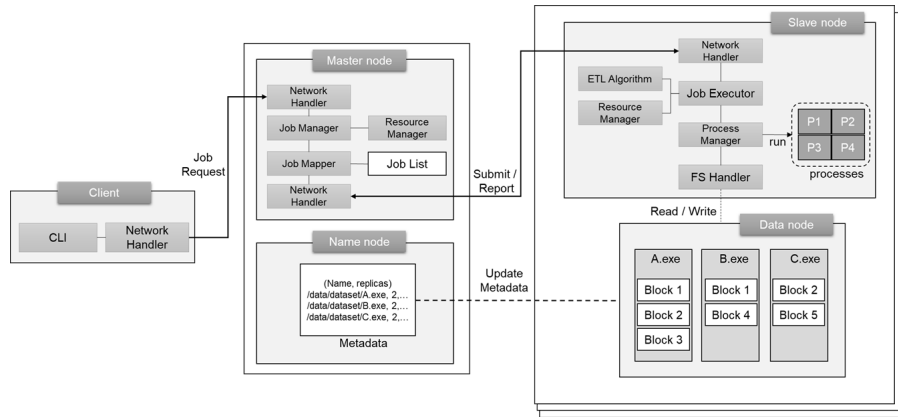 Client
CLI
Network
Handler
Job
Request
Master node
Network
Handler
Job Manager
Resource
Manager
Job Mapper
Job List
Network
Handler
Name node
(Name, replicas)
/data/dataset/A.exe, 2,...
/data/dataset/B.exe, 2,...
/data/dataset/C.exe, 2,...
Metadata
Submit /
Report
Update
Metadata
Slave node
Network
Handler
ETL Algorithm
Job Executor
Resource
Manager
Process
Manager
run
P1
P2
P3
P4
processes
FS Handler
Read / Write
Data node
A.exe
Block 1
Block 2
Block 3
B.exe
Block 1
Block 4
C.exe
Block 2
Block 5